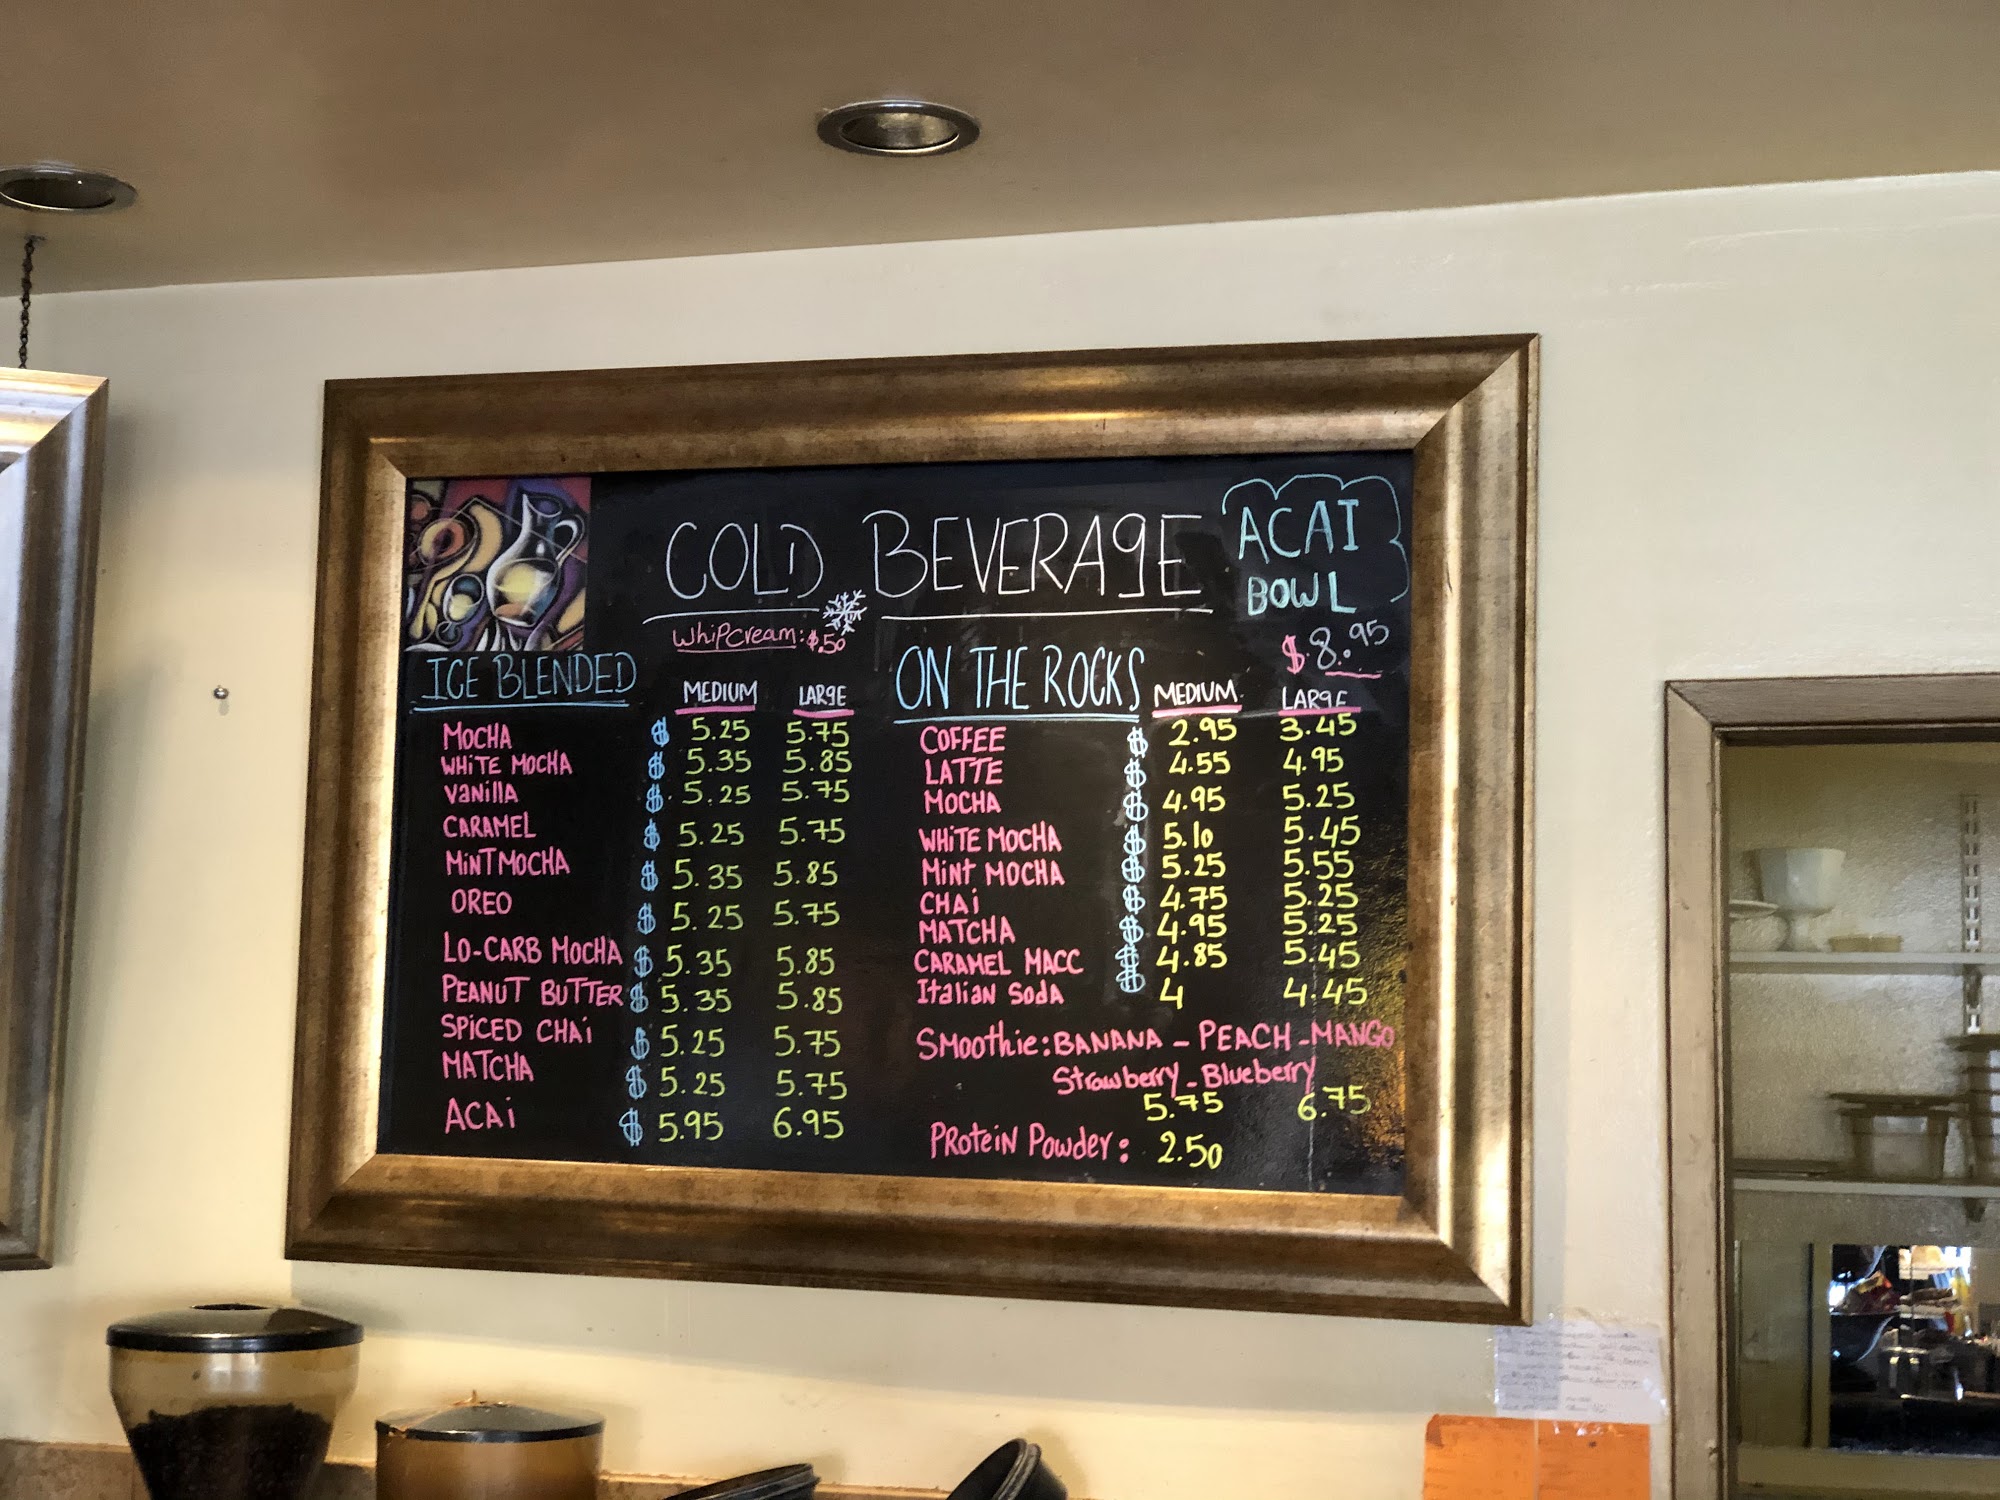 COLD BEVERAGE
ACAI
BOWL
$8.95
Whipcream: $.50
ICE BLENDED MEDIUM LARGE
MOCHA $ 5.25 5.75
WHITE MOCHA $ 5.35 5.85
Vanilla $ 5.25 5.75
CARAMEL $ 5.25 5.75
MINT MOCHA $ 5.35 5.85
OREO $ 5.25 5.75
LO-CARB MOCHA $ 5.35 5.85
PEANUT BUTTER $ 5.35 5.85
SPICED CHAi $ 5.25 5.75
MATCHA $ 5.25 5.75
ACAi $ 5.95 6.95
ON THE ROCKS MEDIUM LARGE
COFFEE $ 2.95 3.45
LATTE $ 4.55 4.95
MOCHA $ 4.95 5.25
WHITE MOCHA $ 5.10 5.45
Mint MOCHA $ 5.25 5.55
CHAi $ 4.75 5.25
MATCHA $ 4.95 5.25
CARAMEL MACC $ 4.85 5.45
Italian Soda 4 4.45
Smoothie: BANANA - PEACH - MANGO
Strawberry - Blueberry
5.75 6.75
Protein Powder: 2.50